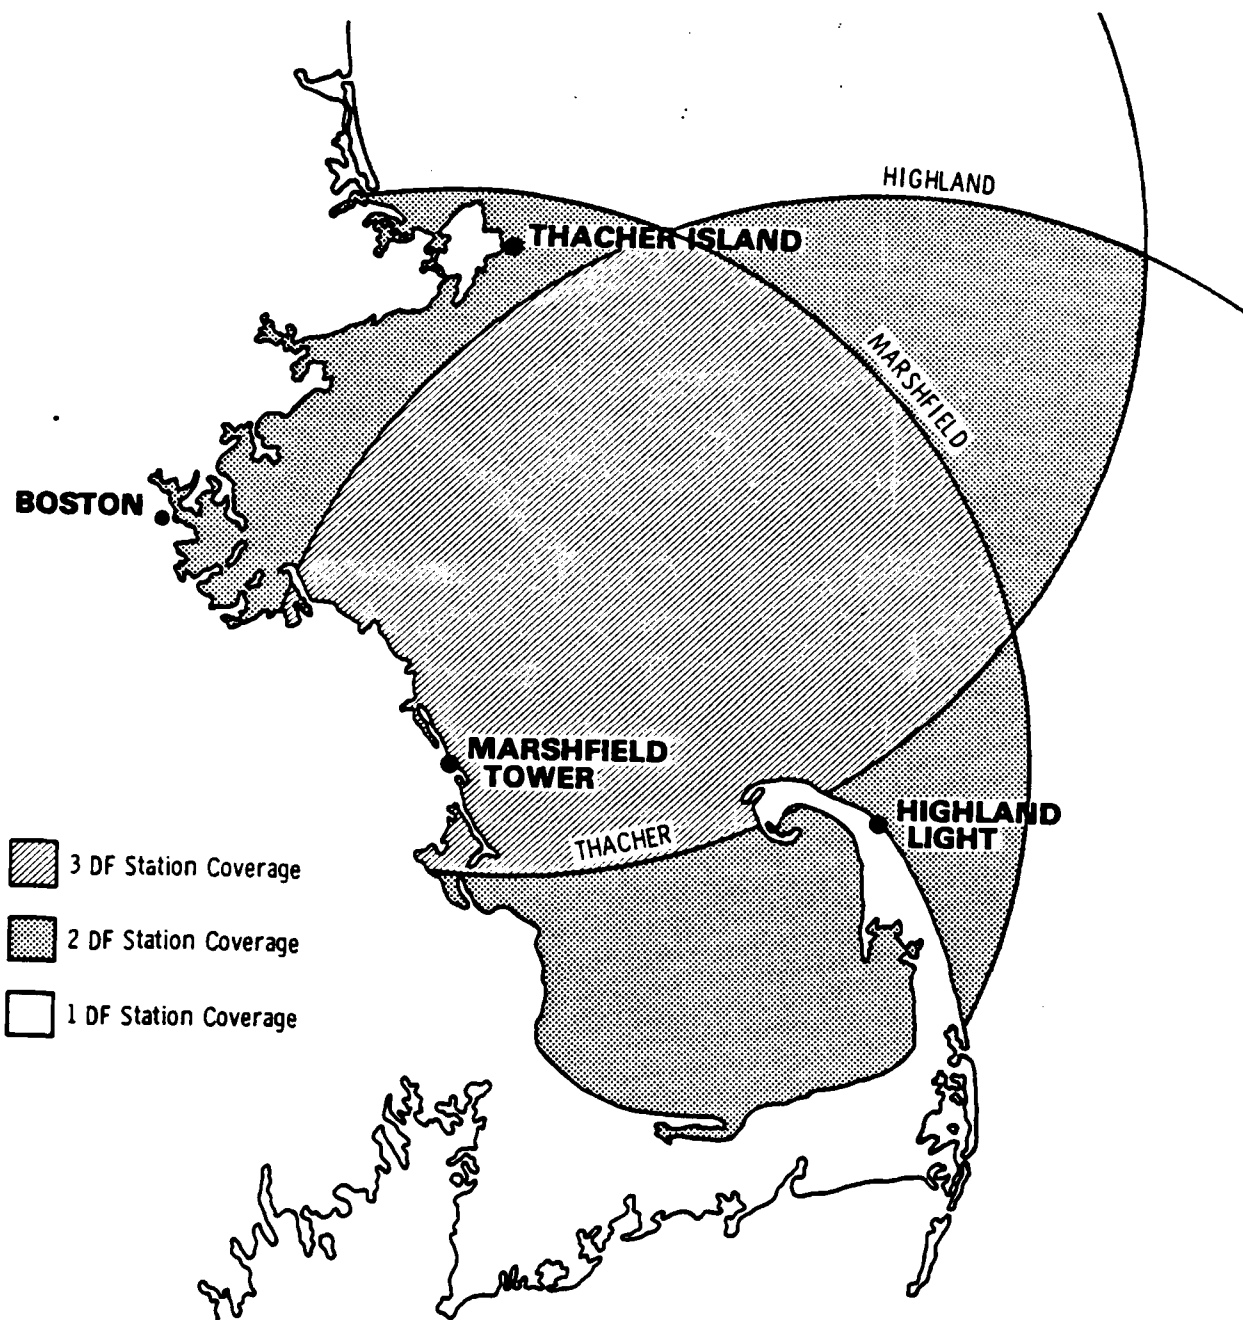 HIGHLAND
THACHER ISLAND
MARSHFIELD
BOSTON
MARSHFIELD
TOWER
HIGHLAND
LIGHT
THACHER
3 DF Station Coverage
2 DF Station Coverage
1 DF Station Coverage